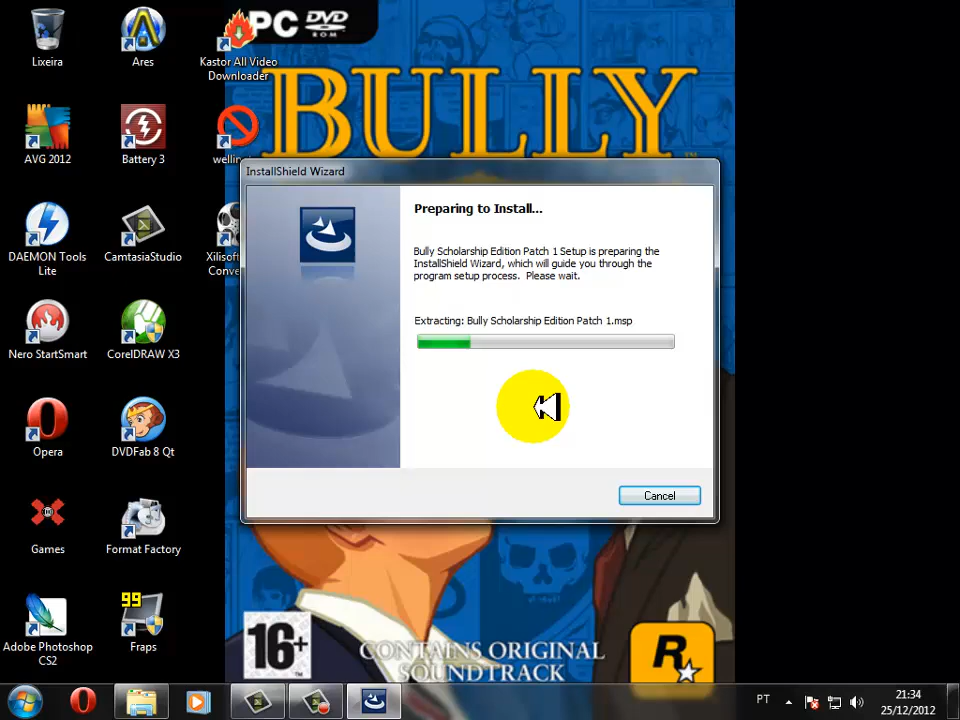 Lixeira
Ares
Kastor All Video
Downloader
AVG 2012
Battery 3
DAEMON Tools
Lite
CamtasiaStudio
Nero StartSmart
CorelDRAW X3
Opera
DVDFab 8 Qt
Games
Format Factory
Adobe Photoshop
CS2
99
Fraps
PC DVD
ROM
BULLY
InstallShield Wizard
Preparing to Install...
Bully Scholarship Edition Patch 1 Setup is preparing the
InstallShield Wizard, which will guide you through the
program setup process. Please wait.
Extracting: Bully Scholarship Edition Patch 1.msp
Cancel
16+
CONTAINS ORIGINAL
SOUNDTRACK
R
PT
21:34
25/12/2012